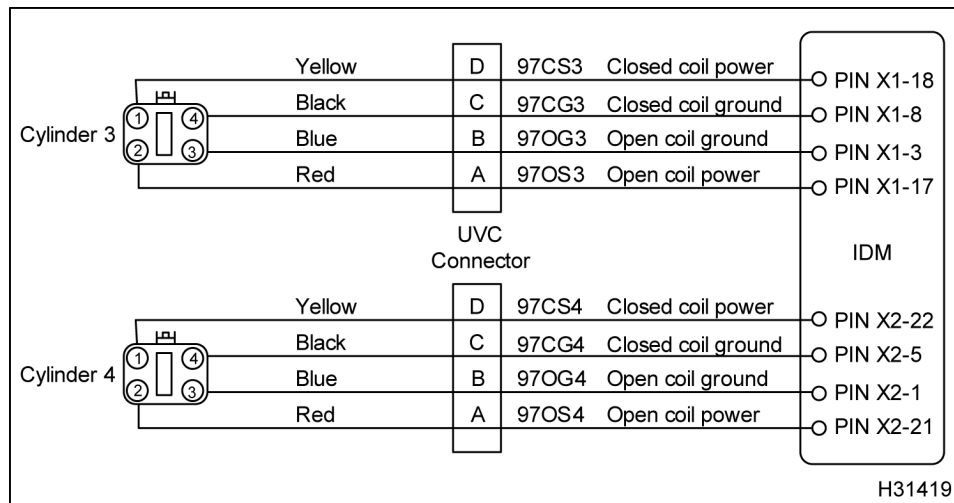 Yellow D 97CS3 Closed coil power PIN X1-18
Black C 97CG3 Closed coil ground PIN X1-8
Cylinder 3 1 4 2 3
Blue B 97OG3 Open coil ground PIN X1-3
Red A 97OS3 Open coil power PIN X1-17
UVC
Connector
IDM
Yellow D 97CS4 Closed coil power PIN X2-22
Black C 97CG4 Closed coil ground PIN X2-5
Cylinder 4 1 4 2 3
Blue B 97OG4 Open coil ground PIN X2-1
Red A 97OS4 Open coil power PIN X2-21
H31419